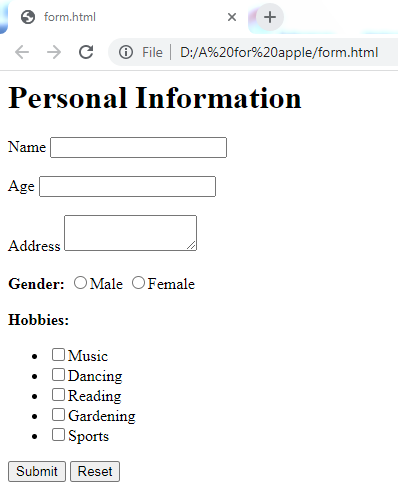 form.html
File D:/A%20for%20apple/form.html
Personal Information
Name
Age
Address
Gender: Male Female
Hobbies:
Music
Dancing
Reading
Gardening
Sports
Submit Reset